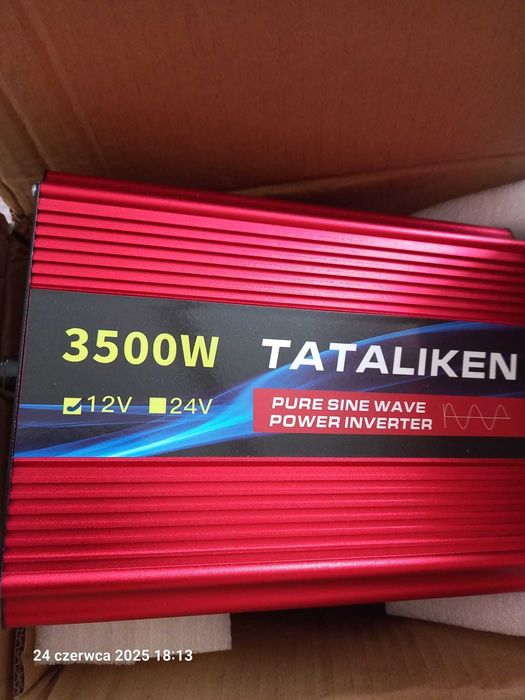 3500W
TATALIKEN
12V 24V
PURE SINE WAVE
POWER INVERTER
24 czerwca 2025 18:13